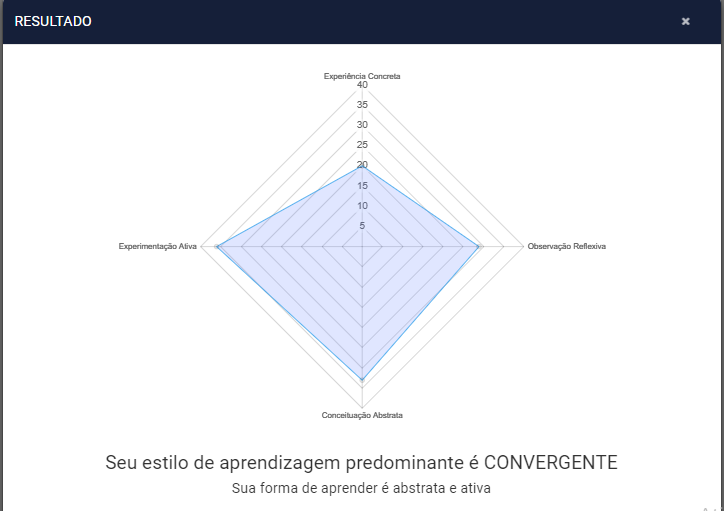 RESULTADO
×
Experiência Concreta
40
35
30
25
20
15
10
5
Experimentação Ativa
Observação Reflexiva
Conceituação Abstrata
Seu estilo de aprendizagem predominante é CONVERGENTE
Sua forma de aprender é abstrata e ativa